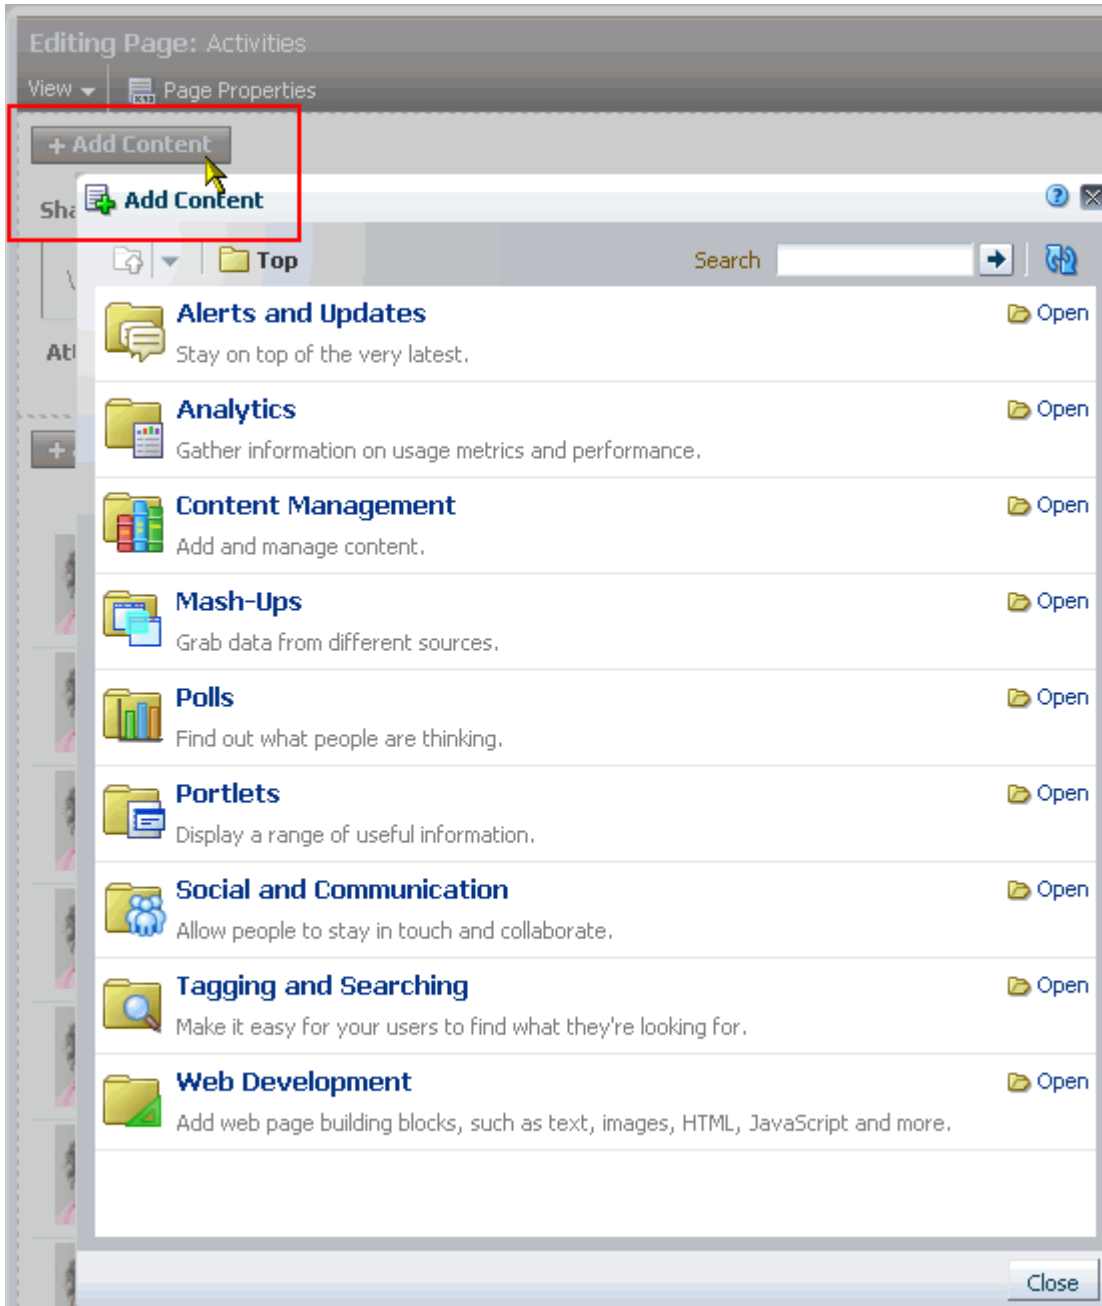 Editing Page: Activities
View Page Properties
+ Add Content
Add Content
Top Search
Alerts and Updates Open
Stay on top of the very latest.
Analytics Open
Gather information on usage metrics and performance.
Content Management Open
Add and manage content.
Mash-Ups Open
Grab data from different sources.
Polls Open
Find out what people are thinking.
Portlets Open
Display a range of useful information.
Social and Communication Open
Allow people to stay in touch and collaborate.
Tagging and Searching Open
Make it easy for your users to find what they're looking for.
Web Development Open
Add web page building blocks, such as text, images, HTML, JavaScript and more.
Close